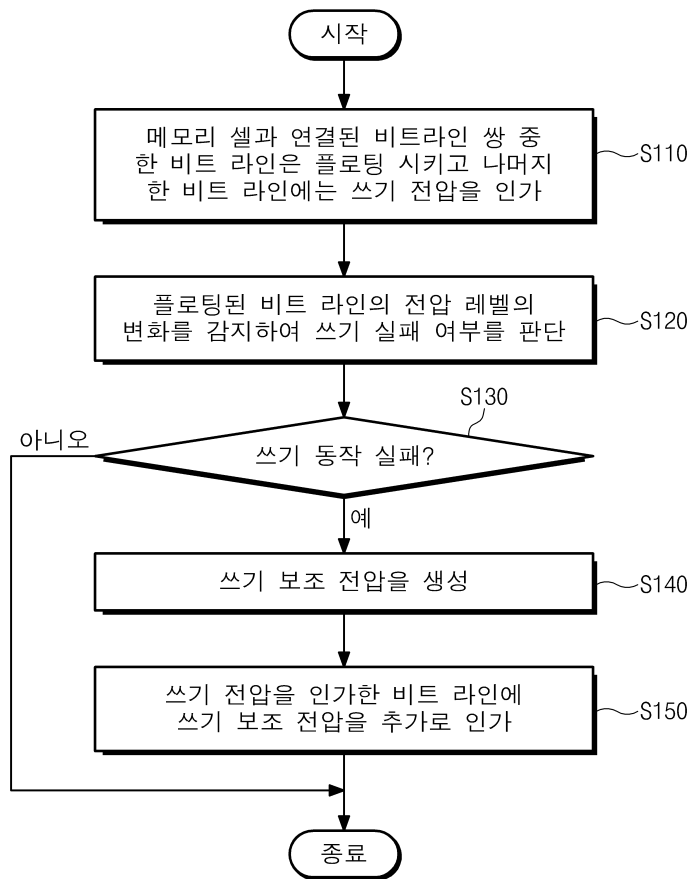 시작
메모리 셀과 연결된 비트라인 쌍 중
한 비트 라인은 플로팅 시키고 나머지
한 비트 라인에는 쓰기 전압을 인가
S110
플로팅된 비트 라인의 전압 레벨의
변화를 감지하여 쓰기 실패 여부를 판단
S120
S130
아니오
쓰기 동작 실패?
예
쓰기 보조 전압을 생성
S140
쓰기 전압을 인가한 비트 라인에
쓰기 보조 전압을 추가로 인가
S150
종료